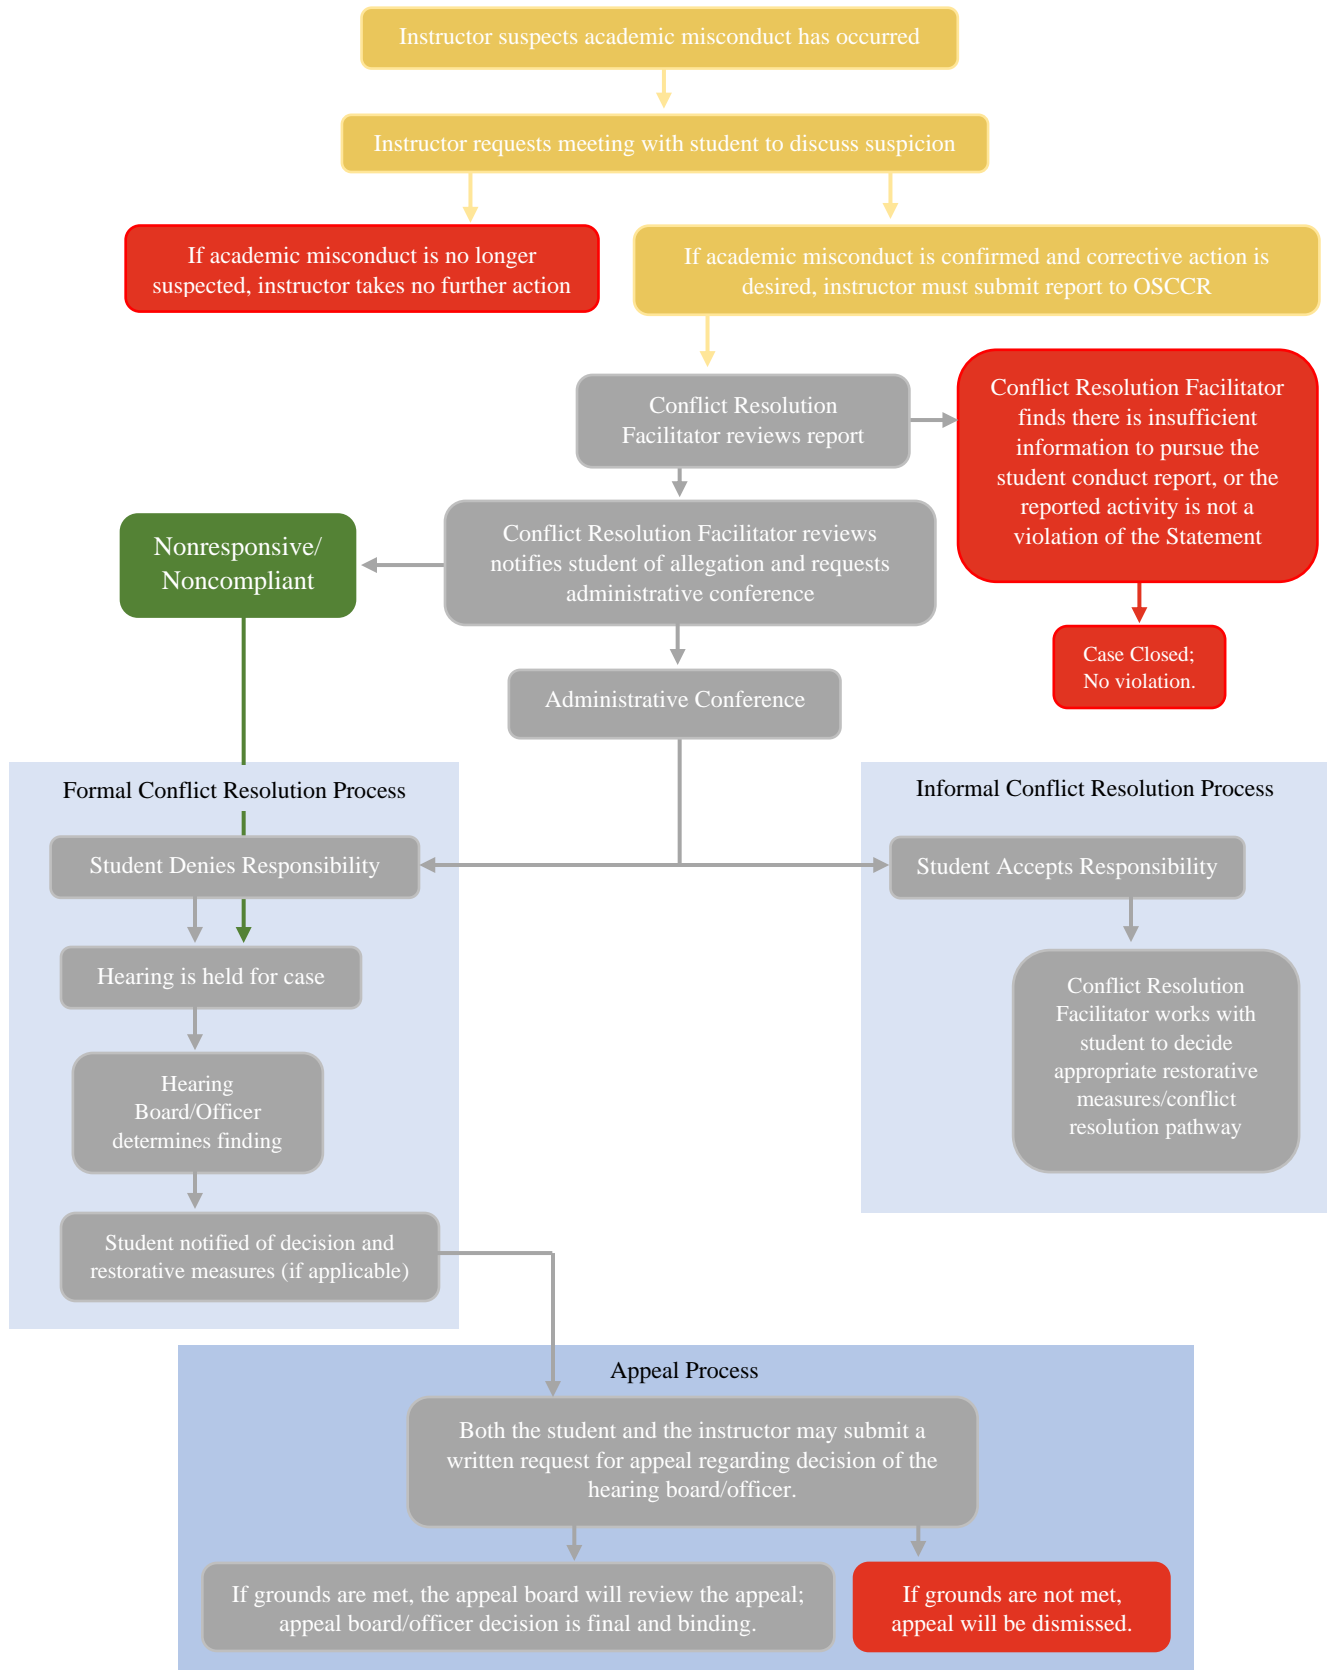 Instructor suspects academic misconduct has occurred
Instructor requests meeting with student to discuss suspicion
If academic misconduct is no longer
suspected, instructor takes no further action
If academic misconduct is confirmed and corrective action is
desired, instructor must submit report to OSCCR
Conflict Resolution
Facilitator reviews report
Conflict Resolution Facilitator
finds there is insufficient
information to pursue the
student conduct report, or the
reported activity is not a
violation of the Statement
Nonresponsive/
Noncompliant
Conflict Resolution Facilitator reviews
notifies student of allegation and requests
administrative conference
Case Closed;
No violation.
Administrative Conference
Formal Conflict Resolution Process
Student Denies Responsibility
Hearing is held for case
Hearing
Board/Officer
determines finding
Student notified of decision and
restorative measures (if applicable)
Informal Conflict Resolution Process
Student Accepts Responsibility
Conflict Resolution
Facilitator works with
student to decide
appropriate restorative
measures/conflict
resolution pathway
Appeal Process
Both the student and the instructor may submit a
written request for appeal regarding decision of the
hearing board/officer.
If grounds are met, the appeal board will review the appeal;
appeal board/officer decision is final and binding.
If grounds are not met,
appeal will be dismissed.